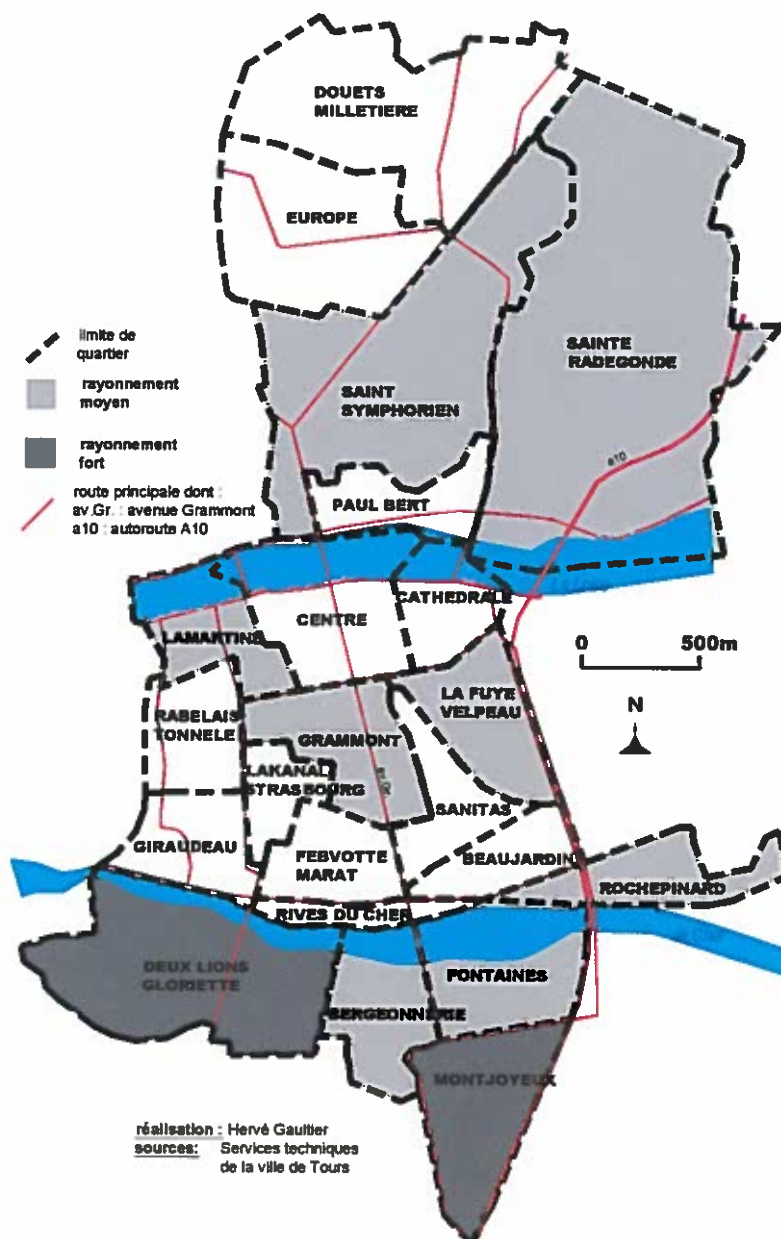 DOUETS
MILLETIERE
EUROPE
limite de
quartier
rayonnement
moyen
rayonnement
fort
route principale dont :
av.Gr. : avenue Grammont
a10 : autoroute A10
SAINTE
RADEGONDE
SAINT
SYMPHORIEN
a10
PAUL BERT
CATHEDRALE
CENTRE
LAMARTINE
0 500m
N
LA FUYE
VELPEAU
RABELAIS
TONNELE
GRAMMONT
av.Gr.
LAKANAL
STRASBOURG
SANITAS
GIRAUDEAU
FEBVOTTE
MARAT
BEAUJARDIN
ROCHEPINARD
RIVES DU CHER
DEUX LIONS
GLORIETTE
FONTAINES
BERGEONNERIE
MONTJOYEUX
réalisation : Hervé Gaultier
sources: Services techniques
de la ville de Tours